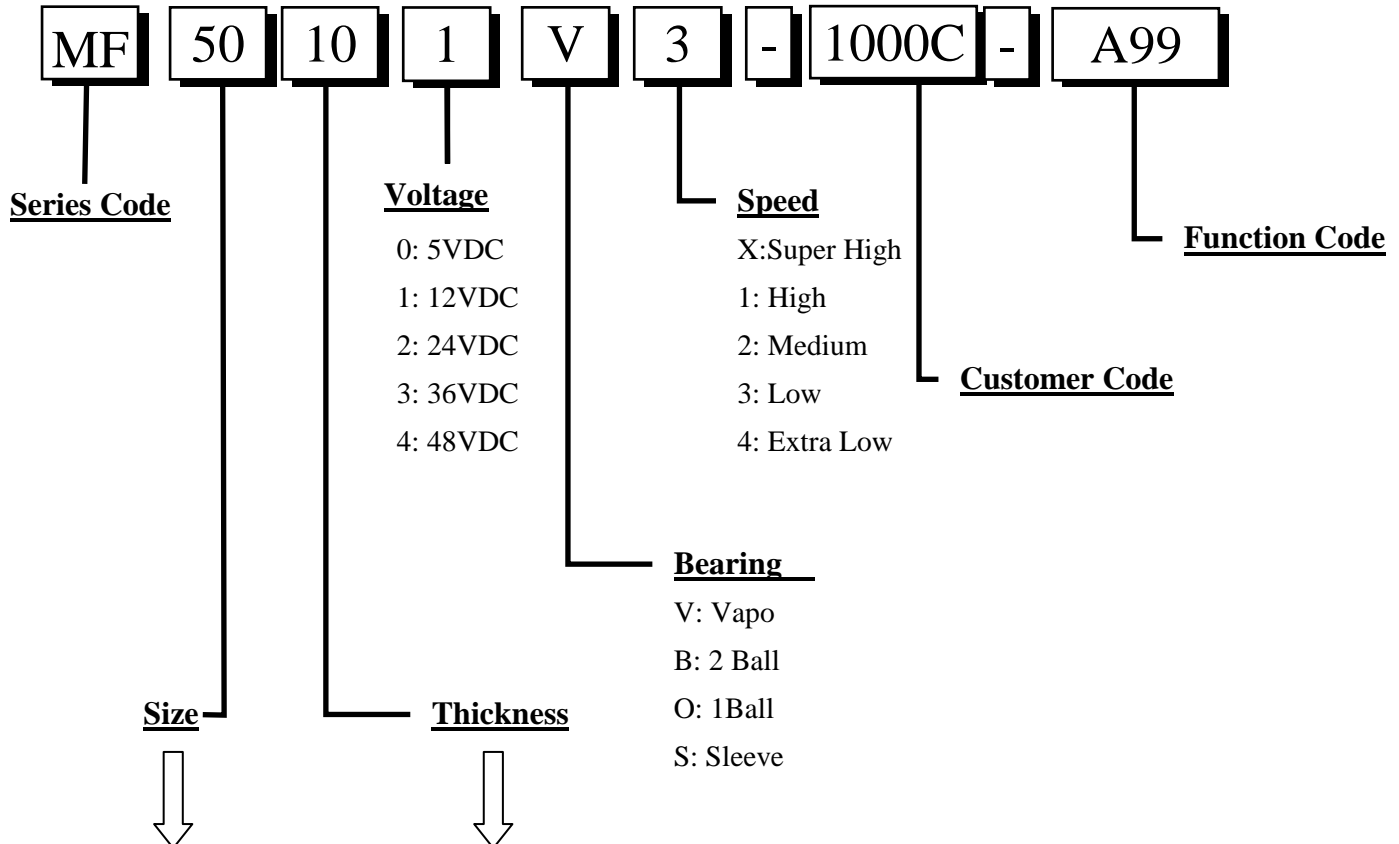 MF 50 10 1 V 3 - 1000C - A99
Series Code
Voltage
0: 5VDC
1: 12VDC
2: 24VDC
3: 36VDC
4: 48VDC
Speed
X:Super High
1: High
2: Medium
3: Low
4: Extra Low
Function Code
Customer Code
Bearing
V: Vapo
B: 2 Ball
O: 1Ball
S: Sleeve
Size
Thickness